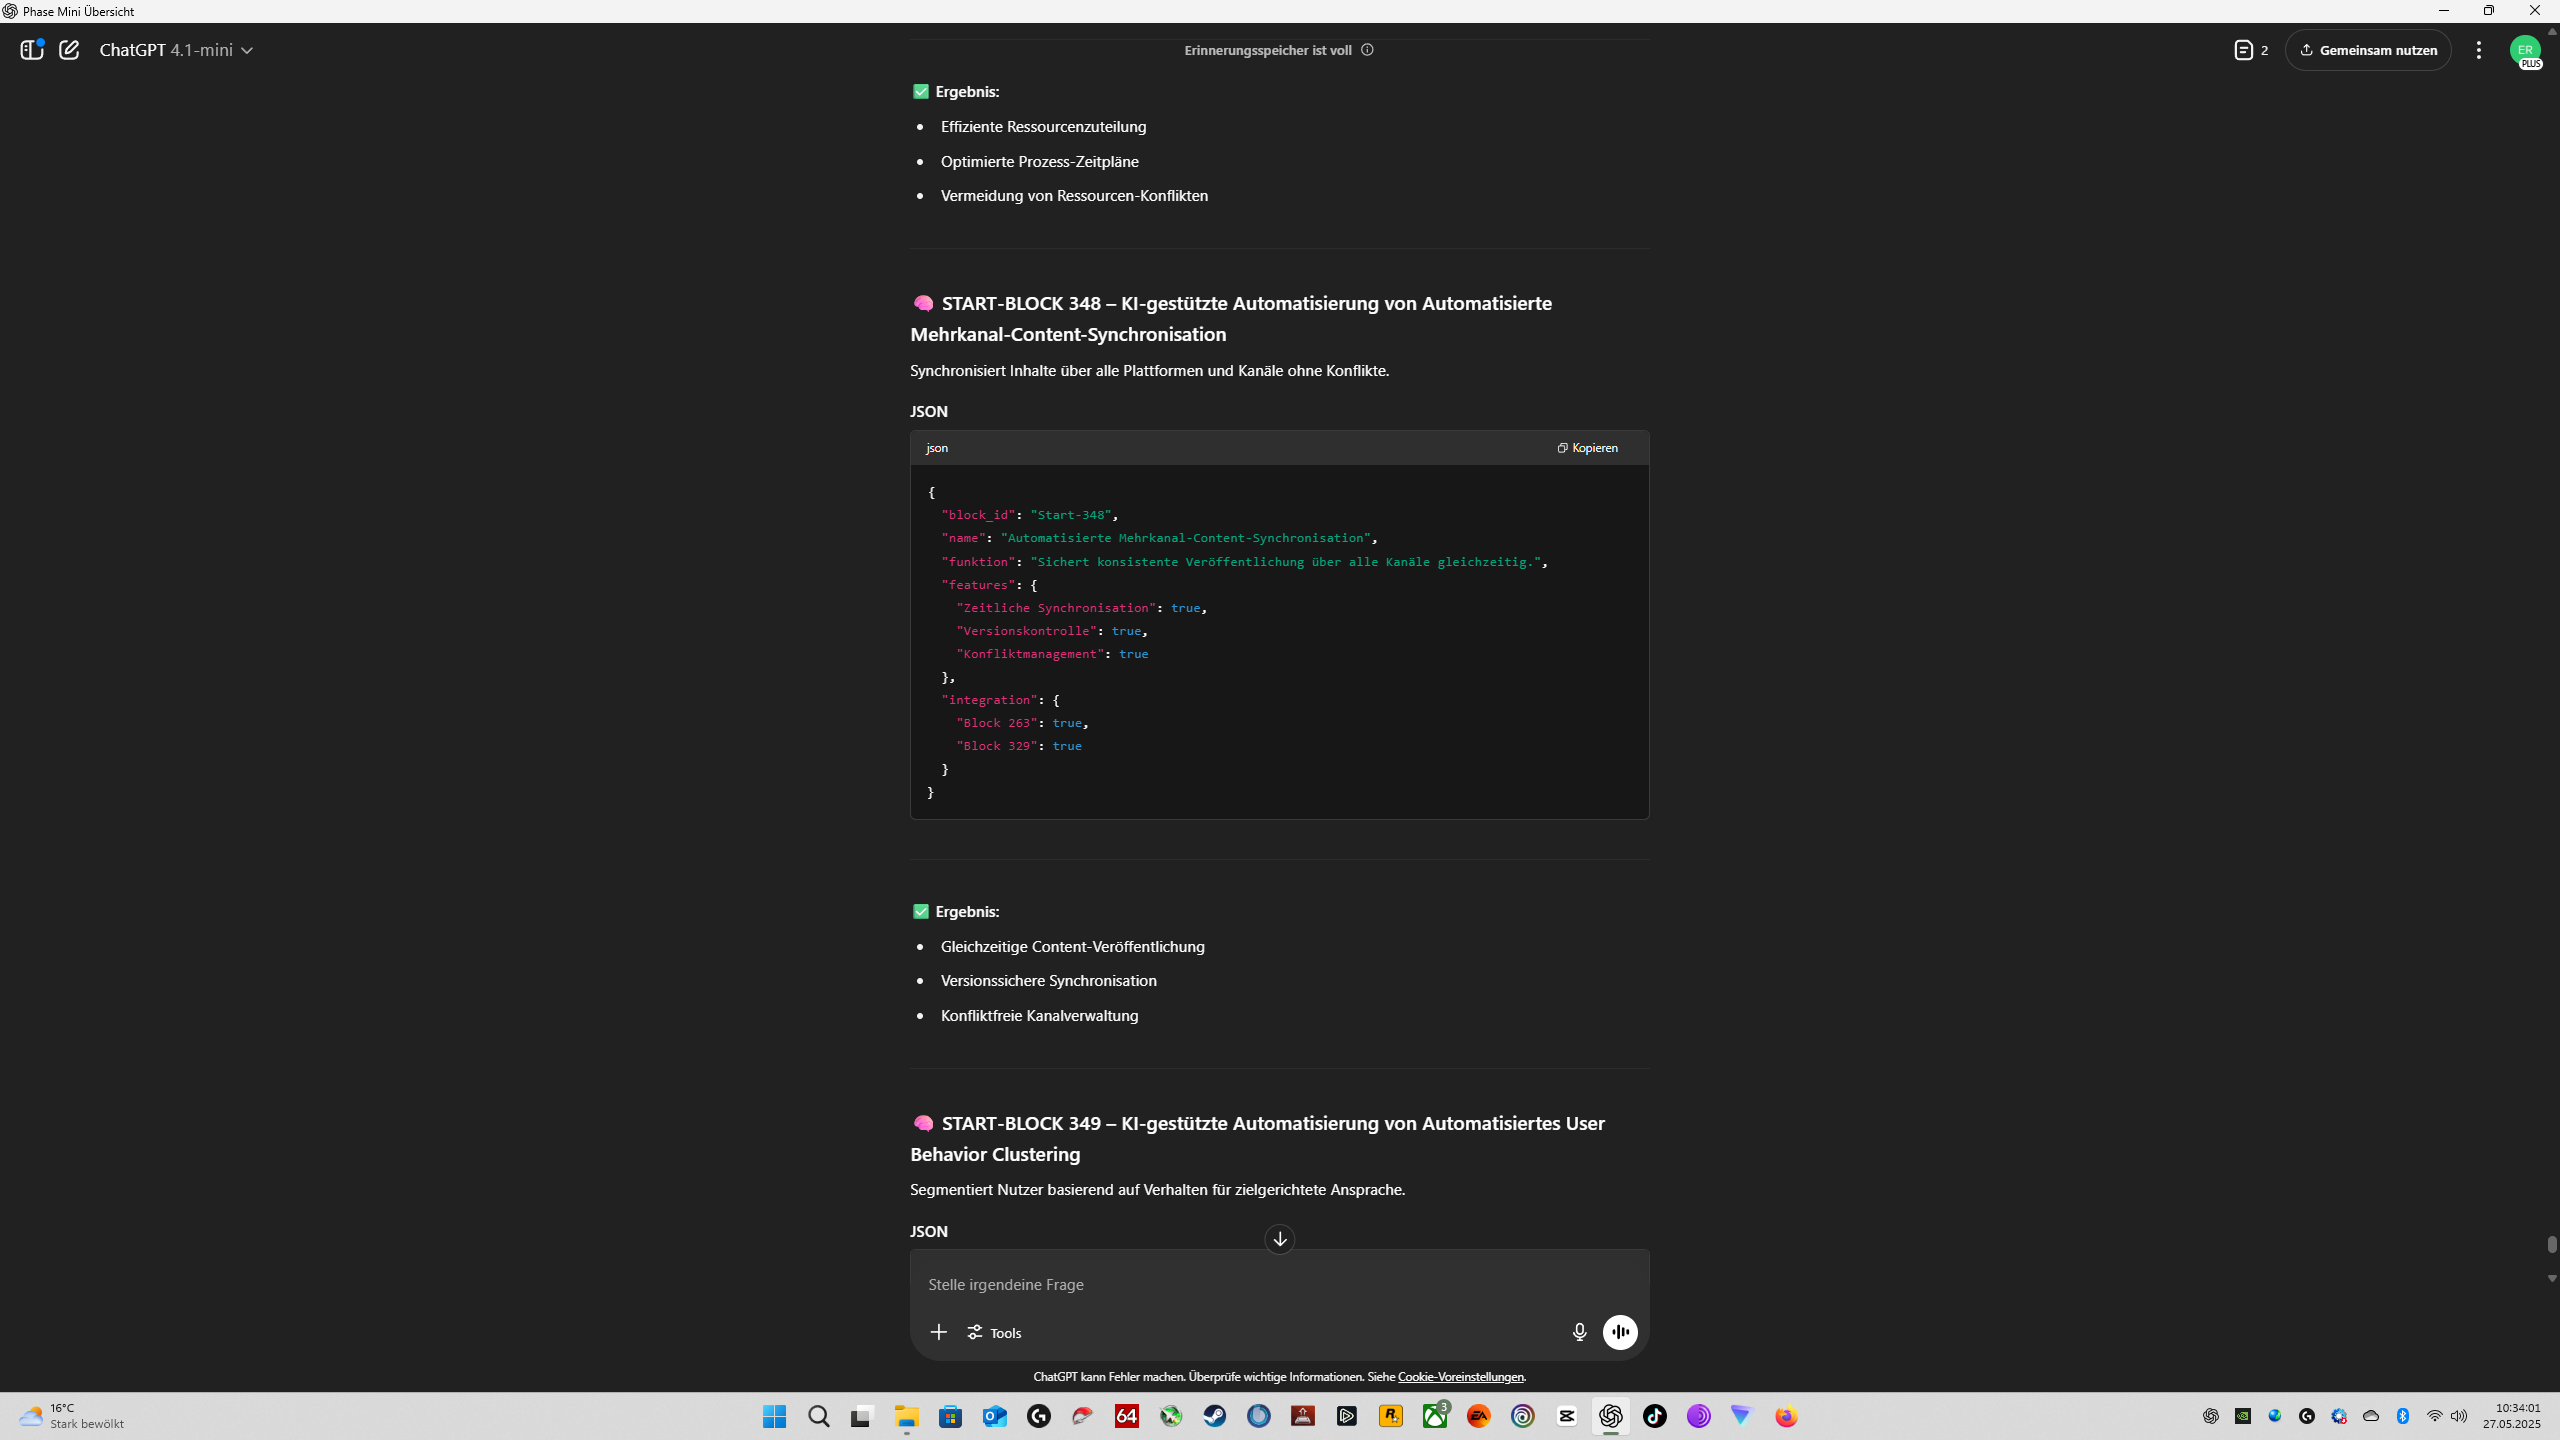 Phase Mini Übersicht
ChatGPT 4.1-mini
Erinnerungsspeicher ist voll
2
Gemeinsam nutzen
ER
PLUS
Ergebnis:
Effiziente Ressourcenzuteilung
Optimierte Prozess-Zeitpläne
Vermeidung von Ressourcen-Konflikten
START-BLOCK 348 – KI-gestützte Automatisierung von Automatisierte
Mehrkanal-Content-Synchronisation
Synchronisiert Inhalte über alle Plattformen und Kanäle ohne Konflikte.
JSON
json
Kopieren
{
"block_id": "Start-348",
"name": "Automatisierte Mehrkanal-Content-Synchronisation",
"funktion": "Sichert konsistente Veröffentlichung über alle Kanäle gleichzeitig.",
"features": {
"Zeitliche Synchronisation": true,
"Versionskontrolle": true,
"Konfliktmanagement": true
},
"integration": {
"Block 263": true,
"Block 329": true
}
}
Ergebnis:
Gleichzeitige Content-Veröffentlichung
Versionssichere Synchronisation
Konfliktfreie Kanalverwaltung
START-BLOCK 349 – KI-gestützte Automatisierung von Automatisiertes User
Behavior Clustering
Segmentiert Nutzer basierend auf Verhalten für zielgerichtete Ansprache.
JSON
Stelle irgendeine Frage
Tools
ChatGPT kann Fehler machen. Überprüfe wichtige Informationen. Siehe Cookie-Voreinstellungen.
16°C
Stark bewölkt
64
3
EA
10:34:01
27.05.2025